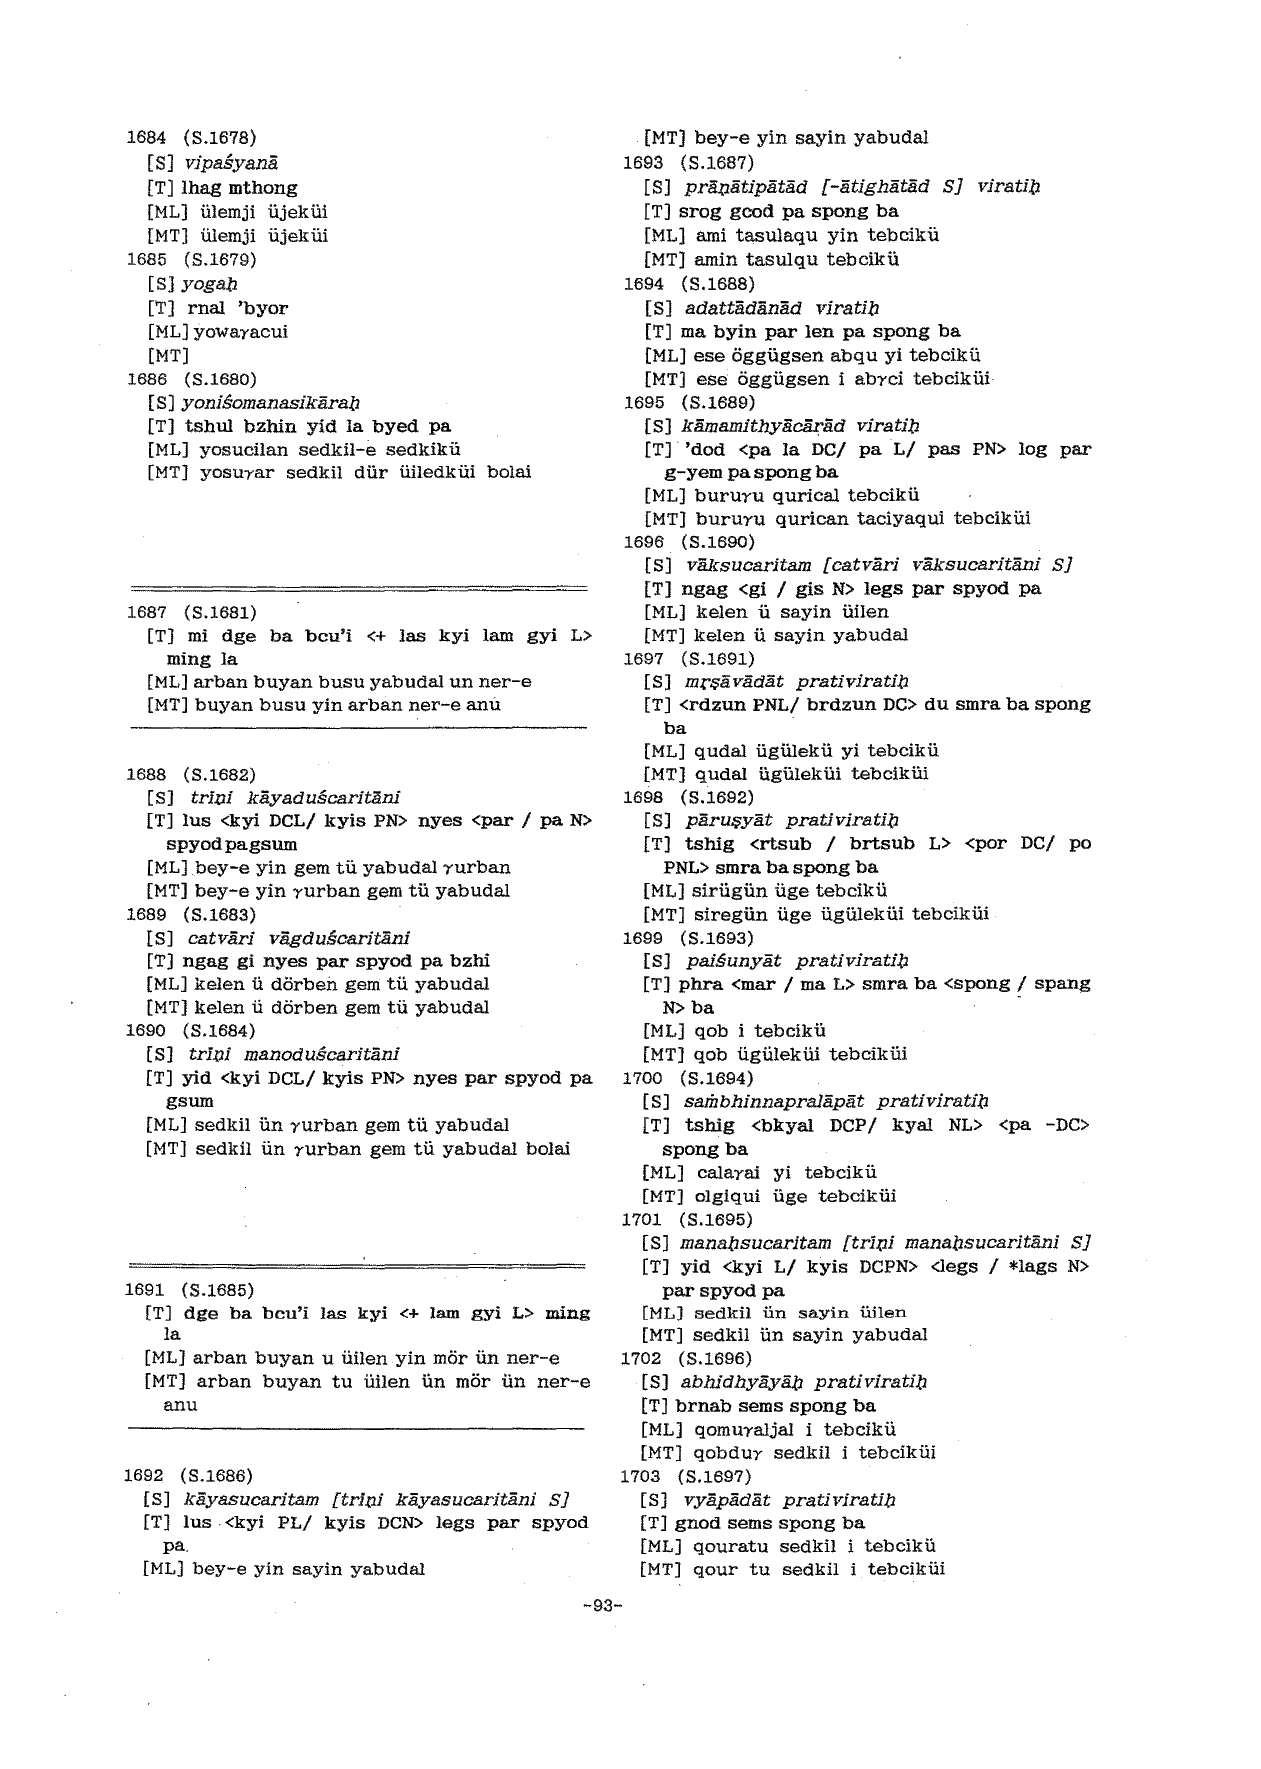 1684 (S.1678)
[S] vipaśyanā
[T] lhag mthong
[ML] ülemji üjeküi
[MT] ülemji üjeküi
1685 (S.1679)
[S] yogaḥ
[T] rnal 'byor
[ML] yowaγacui
[MT]
1686 (S.1680)
[S] yoniśomanasikāraḥ
[T] tshul bzhin yid la byed pa
[ML] yosucilan sedkil-e sedkikü
[MT] yosuγar sedkil dür üiledküi bolai
1687 (S.1681)
[T] mi dge ba bcu'i <+ las kyi lam gyi L>
ming la
[ML] arban buyan busu yabudal un ner-e
[MT] buyan busu yin arban ner-e anu
1688 (S.1682)
[S] trīṇi kāyaduścaritāni
[T] lus <kyi DCL/ kyis PN> nyes <par / pa N>
spyod pa gsum
[ML] bey-e yin gem tü yabudal γurban
[MT] bey-e yin γurban gem tü yabudal
1689 (S.1683)
[S] catvāri vāgduścaritāni
[T] ngag gi nyes par spyod pa bzhi
[ML] kelen ü dörben gem tü yabudal
[MT] kelen ü dörben gem tü yabudal
1690 (S.1684)
[S] trīṇi manoduścaritāni
[T] yid <kyi DCL/ kyis PN> nyes par spyod pa
gsum
[ML] sedkil ün γurban gem tü yabudal
[MT] sedkil ün γurban gem tü yabudal bolai
1691 (S.1685)
[T] dge ba bcu'i las kyi <+ lam gyi L> ming
la
[ML] arban buyan u üilen yin mör ün ner-e
[MT] arban buyan tu üilen ün mör ün ner-e
anu
1692 (S.1686)
[S] kāyasucaritam [trīṇi kāyasucaritāni S]
[T] lus <kyi PL/ kyis DCN> legs par spyod
pa
[ML] bey-e yin sayin yabudal
[MT] bey-e yin sayin yabudal
1693 (S.1687)
[S] prāṇātipātād [-ātighātād S] viratiḥ
[T] srog gcod pa spong ba
[ML] ami tasulaqu yin tebcikü
[MT] amin tasulqu tebcikü
1694 (S.1688)
[S] adattādānād viratiḥ
[T] ma byin par len pa spong ba
[ML] ese öggügsen abqu yi tebcikü
[MT] ese öggügsen i abγci tebciküi
1695 (S.1689)
[S] kāmamithyācārād viratiḥ
[T] 'dod <pa la DC/ pa L/ pas PN> log par
g-yem pa spong ba
[ML] buruγu qurical tebcikü
[MT] buruγu qurican taciyaqui tebciküi
1696 (S.1690)
[S] vāksucaritam [catvāri vāksucaritāni S]
[T] ngag <gi / gis N> legs par spyod pa
[ML] kelen ü sayin üilen
[MT] kelen ü sayin yabudal
1697 (S.1691)
[S] mṛṣāvādāt prativiratiḥ
[T] <rdzun PNL/ brdzun DC> du smra ba spong
ba
[ML] qudal ügülekü yi tebcikü
[MT] qudal ügüleküi tebciküi
1698 (S.1692)
[S] pāruṣyāt prativiratiḥ
[T] tshig <rtsub / brtsub L> <por DC/ po
PNL> smra ba spong ba
[ML] sirügün üge tebcikü
[MT] siregün üge ügüleküi tebciküi
1699 (S.1693)
[S] paiśunyāt prativiratiḥ
[T] phra <mar / ma L> smra ba <spong / spang
N> ba
[ML] qob i tebcikü
[MT] qob ügüleküi tebciküi
1700 (S.1694)
[S] saṁbhinnapralāpāt prativiratiḥ
[T] tshig <bkyal DCP/ kyal NL> <pa -DC>
spong ba
[ML] calaγai yi tebcikü
[MT] olgiqui üge tebciküi
1701 (S.1695)
[S] manaḥsucaritam [trīṇi manaḥsucaritāni S]
[T] yid <kyi L/ kyis DCPN> <legs / *lags N>
par spyod pa
[ML] sedkil ün sayin üilen
[MT] sedkil ün sayin yabudal
1702 (S.1696)
[S] abhidhyāyāḥ prativiratiḥ
[T] brnab sems spong ba
[ML] qomuγaljal i tebcikü
[MT] qobduγ sedkil i tebciküi
1703 (S.1697)
[S] vyāpādāt prativiratiḥ
[T] gnod sems spong ba
[ML] qouratu sedkil i tebcikü
[MT] qour tu sedkil i tebciküi
-93-